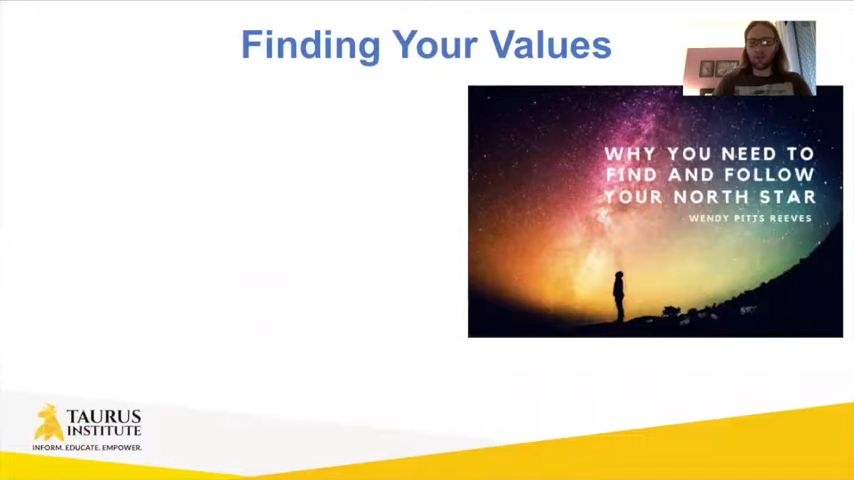 Finding Your Values
WHY YOU NEED TO
FIND AND FOLLOW
YOUR NORTH STAR
WENDY PITTS REEVES
TAURUS
INSTITUTE
INFORM. EDUCATE. EMPOWER.